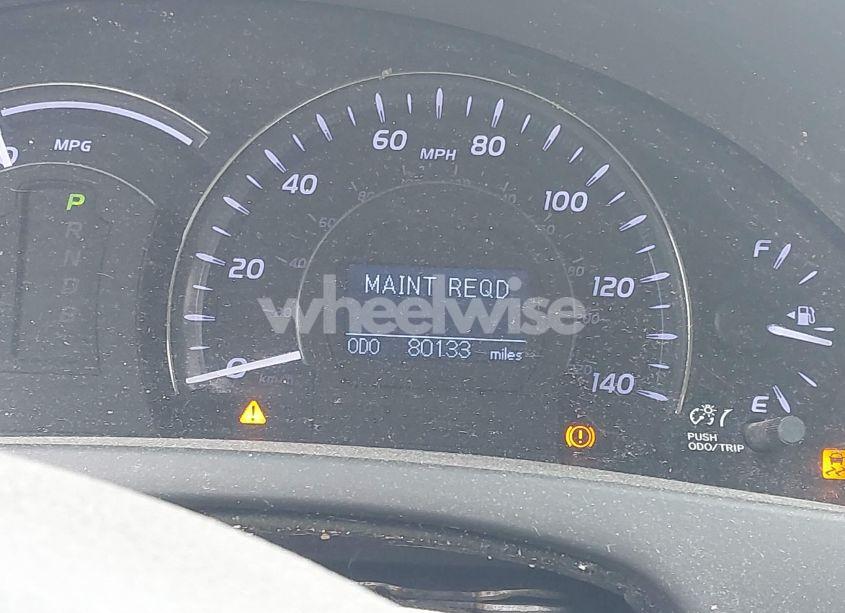 MPG
P
R
N
D
B
0
20
40
60
MPH
80
100
120
140
km/h
MAINT REQD
wheelwise
ODO 80133 miles
F
E
PUSH
ODO/TRIP